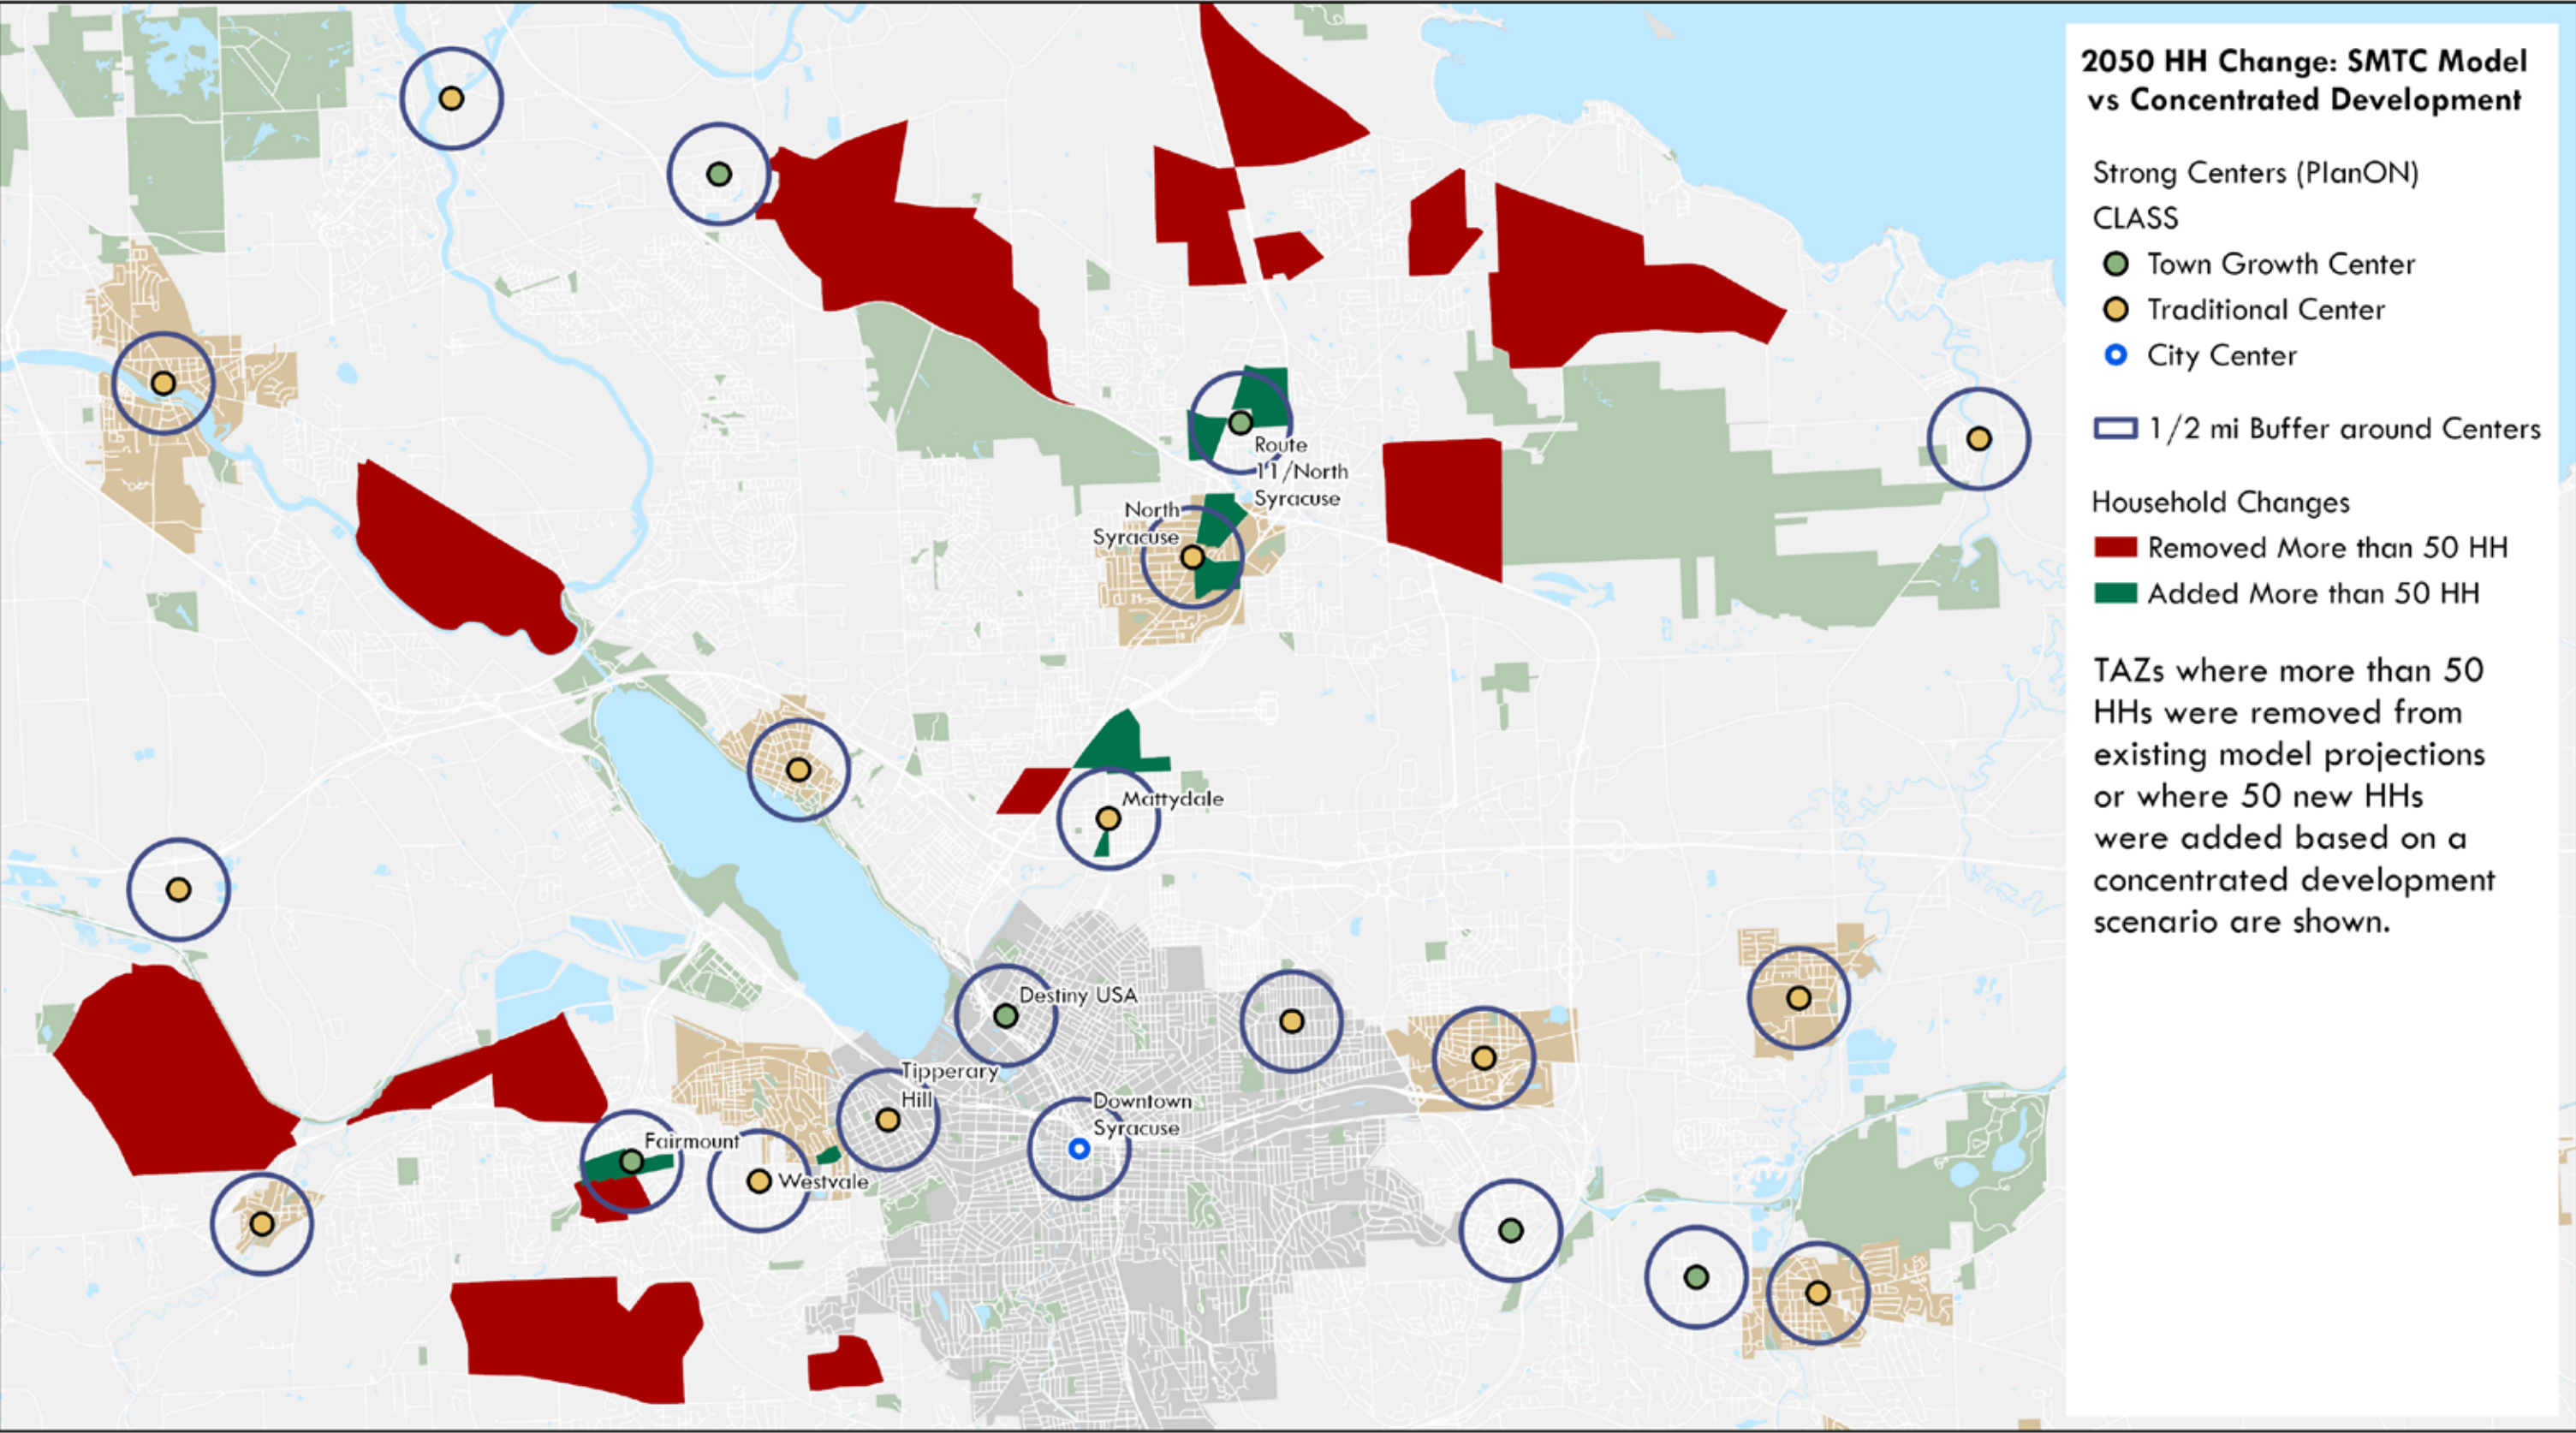 2050 HH Change: SMTC Model
vs Concentrated Development
Strong Centers (PlanON)
CLASS
Town Growth Center
Traditional Center
City Center
1/2 mi Buffer around Centers
Household Changes
Removed More than 50 HH
Added More than 50 HH
TAZs where more than 50
HHs were removed from
existing model projections
or where 50 new HHs
were added based on a
concentrated development
scenario are shown.
Route
11/North
Syracuse
North
Syracuse
Mattydale
Destiny USA
Tipperary
Hill
Downtown
Syracuse
Fairmount
Westvale